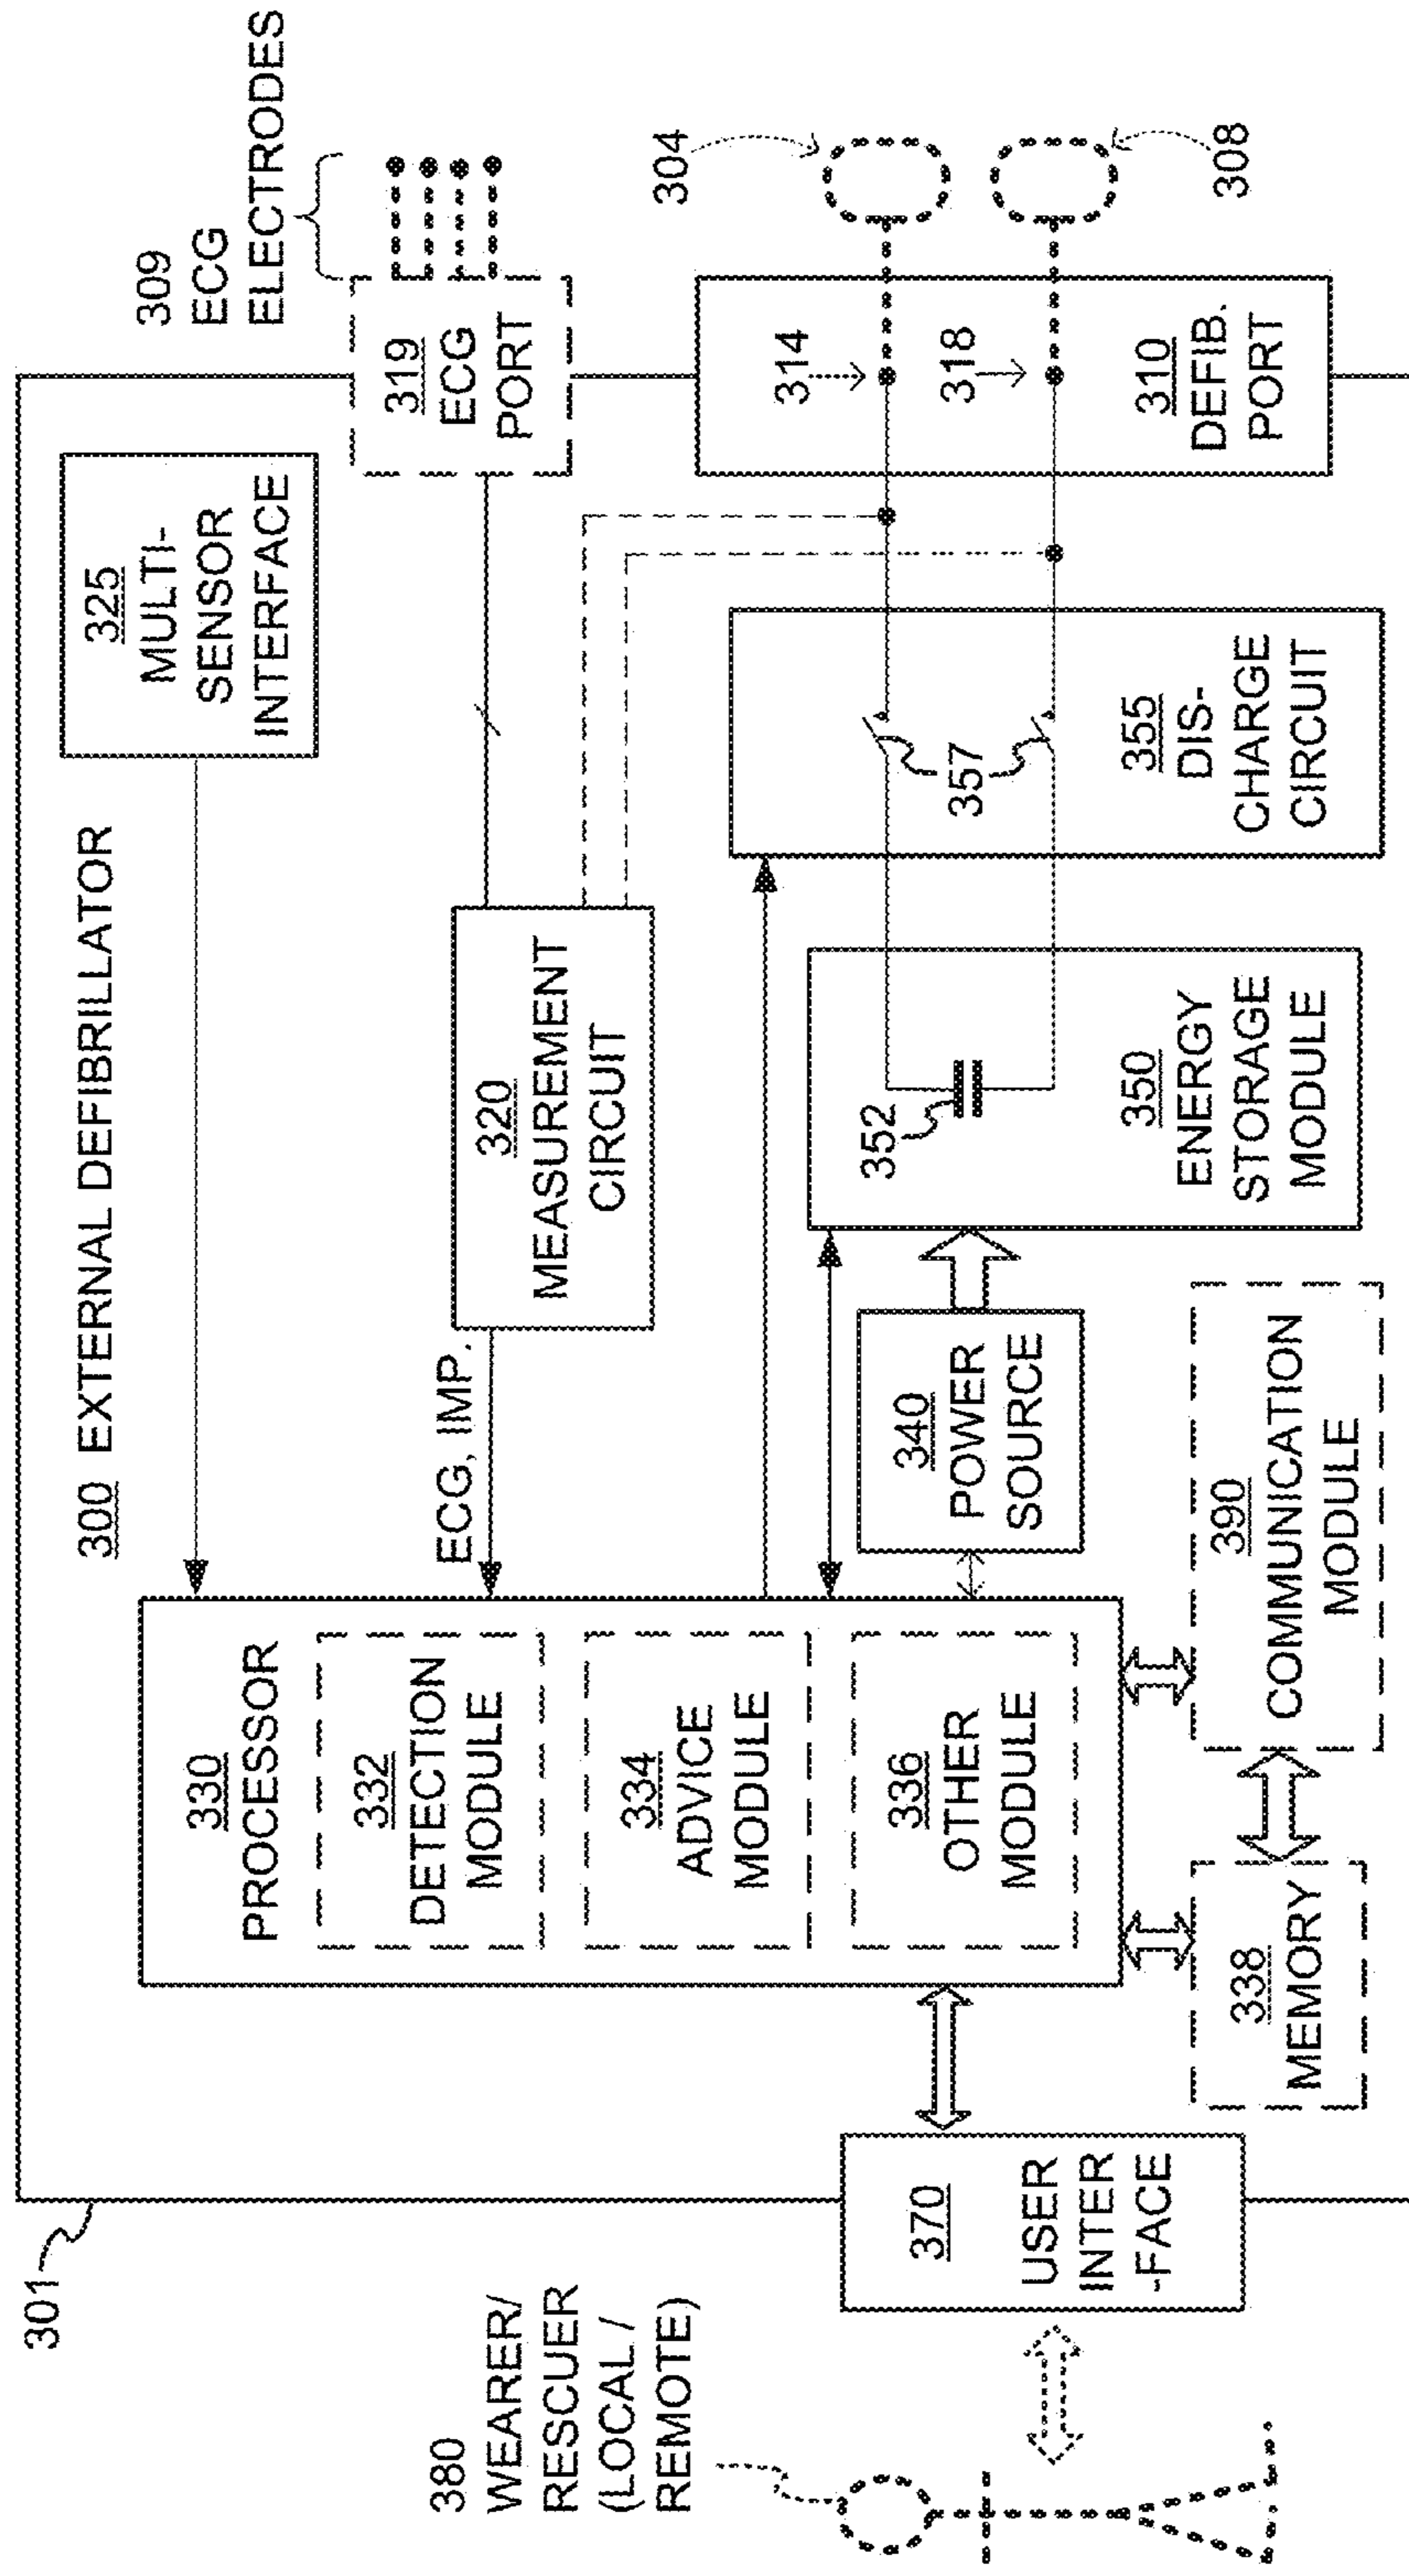 301
300 EXTERNAL DEFIBRILLATOR
309
ECG
ELECTRODES
325
MULTI-
SENSOR
INTERFACE
319
ECG
PORT
380
WEARER/
RESCUER
(LOCAL /
REMOTE)
330
PROCESSOR
332
DETECTION
MODULE
334
ADVICE
MODULE
336
OTHER
MODULE
ECG, IMP.
320
MEASUREMENT
CIRCUIT
304
308
314
318
310
DEFIB.
PORT
357
355
DIS-
CHARGE
CIRCUIT
352
350
ENERGY
STORAGE
MODULE
340
POWER
SOURCE
370
USER
INTER
-FACE
338
MEMORY
390
COMMUNICATION
MODULE